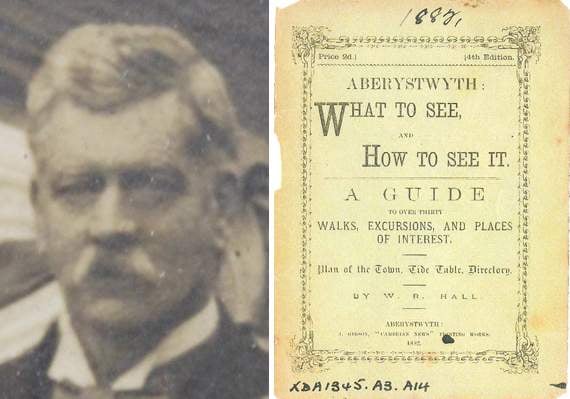 1882,
Price 2d.] [4th Edition.
ABERYSTWYTH:
WHAT TO SEE,
AND
HOW TO SEE IT.
A GUIDE
TO OVER THIRTY
WALKS, EXCURSIONS, AND PLACES
OF INTEREST.
Plan of the Town, Tide Table, Directory.
BY W. R. HALL.
ABERYSTWYTH:
J. GIBSON, "CAMBRIAN NEWS" PRINTING WORKS.
1882.
XDA1345.A3.A14